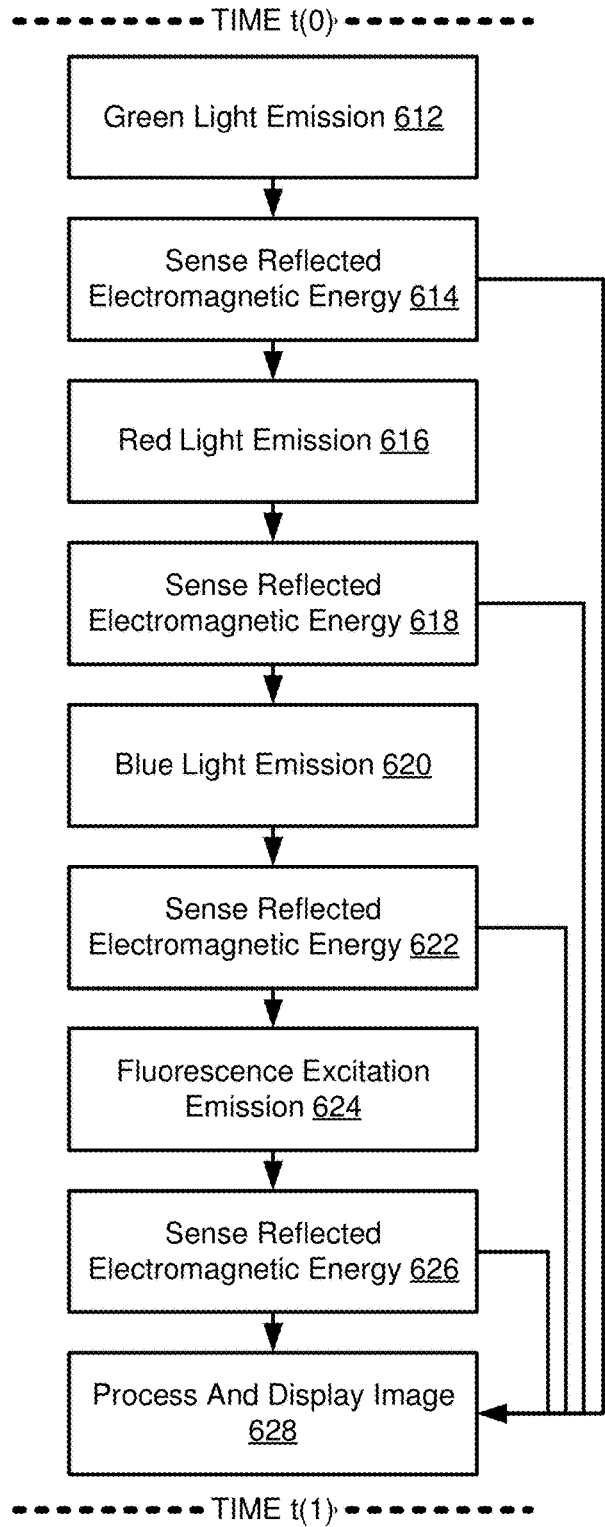 TIME t(0)
Green Light Emission 612
Sense Reflected
Electromagnetic Energy 614
Red Light Emission 616
Sense Reflected
Electromagnetic Energy 618
Blue Light Emission 620
Sense Reflected
Electromagnetic Energy 622
Fluorescence Excitation
Emission 624
Sense Reflected
Electromagnetic Energy 626
Process And Display Image
628
TIME t(1)